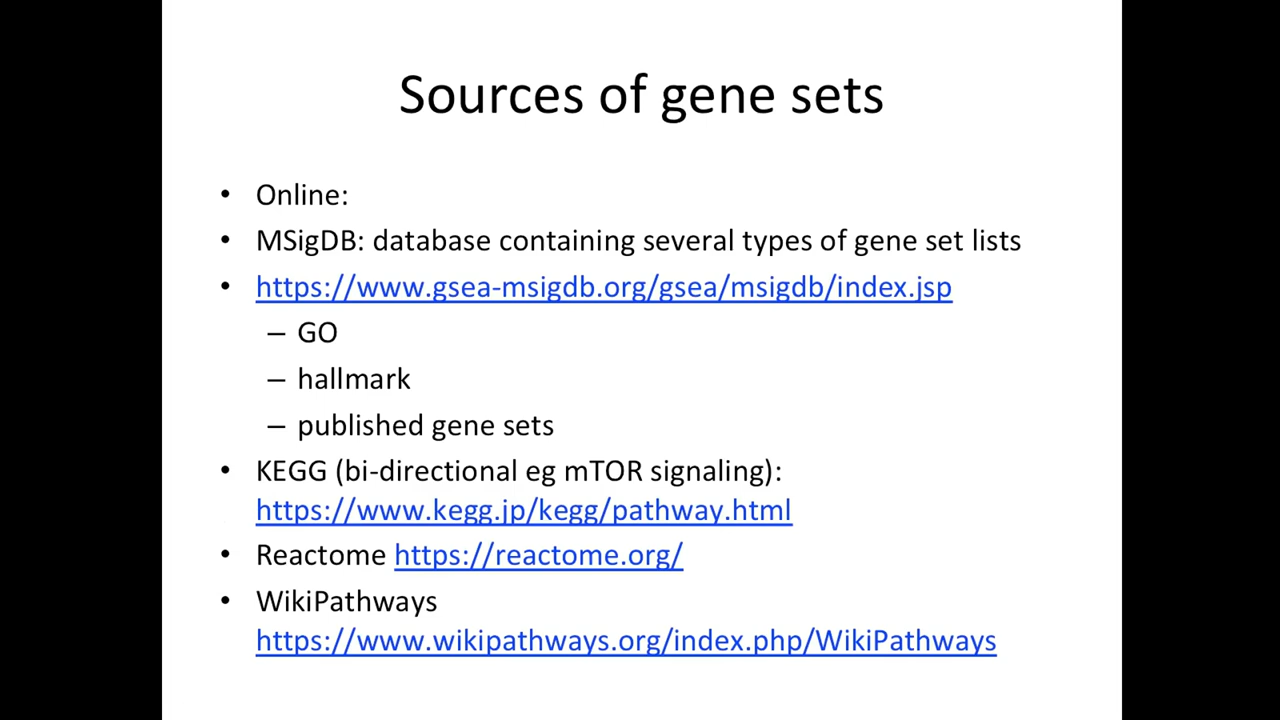 Sources of gene sets
• Online:
• MSigDB: database containing several types of gene set lists
• https://www.gsea-msigdb.org/gsea/msigdb/index.jsp
– GO
– hallmark
– published gene sets
• KEGG (bi-directional eg mTOR signaling):
https://www.kegg.jp/kegg/pathway.html
• Reactome https://reactome.org/
• WikiPathways
https://www.wikipathways.org/index.php/WikiPathways